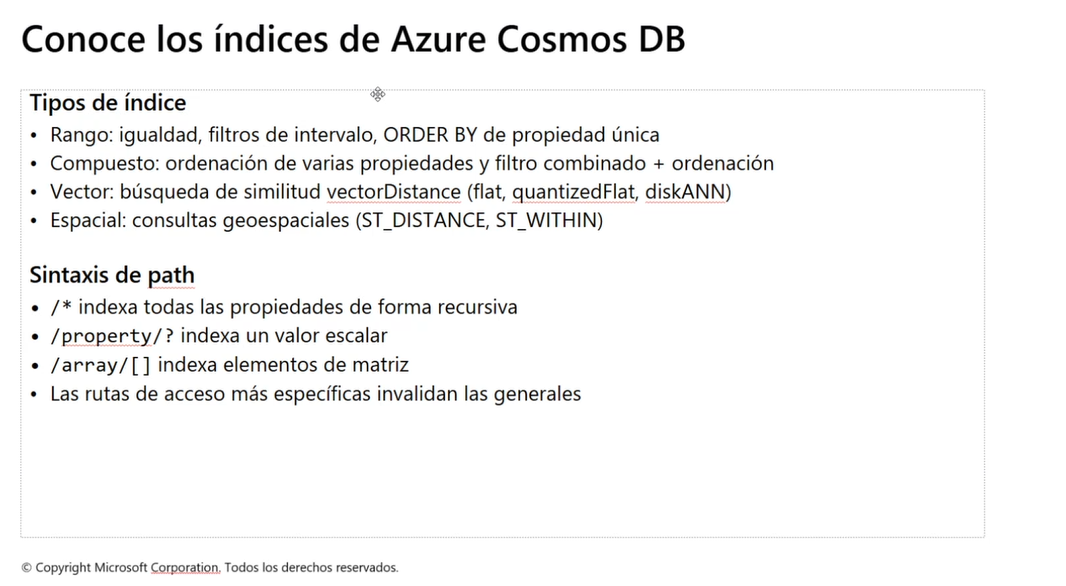 Conoce los índices de Azure Cosmos DB
Tipos de índice
• Rango: igualdad, filtros de intervalo, ORDER BY de propiedad única
• Compuesto: ordenación de varias propiedades y filtro combinado + ordenación
• Vector: búsqueda de similitud vectorDistance (flat, quantizedFlat, diskANN)
• Espacial: consultas geoespaciales (ST_DISTANCE, ST_WITHIN)
Sintaxis de path
• /* indexa todas las propiedades de forma recursiva
• /property/? indexa un valor escalar
• /array/[] indexa elementos de matriz
• Las rutas de acceso más específicas invalidan las generales
© Copyright Microsoft Corporation. Todos los derechos reservados.